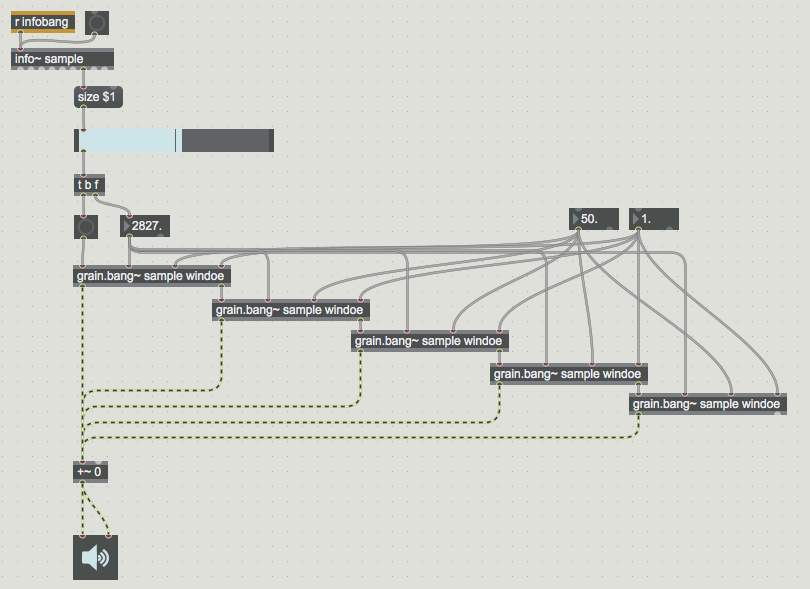 r infobang
info~ sample
size $1
t b f
2827.
50.
1.
grain.bang~ sample windoe
grain.bang~ sample windoe
grain.bang~ sample windoe
grain.bang~ sample windoe
grain.bang~ sample windoe
+~ 0